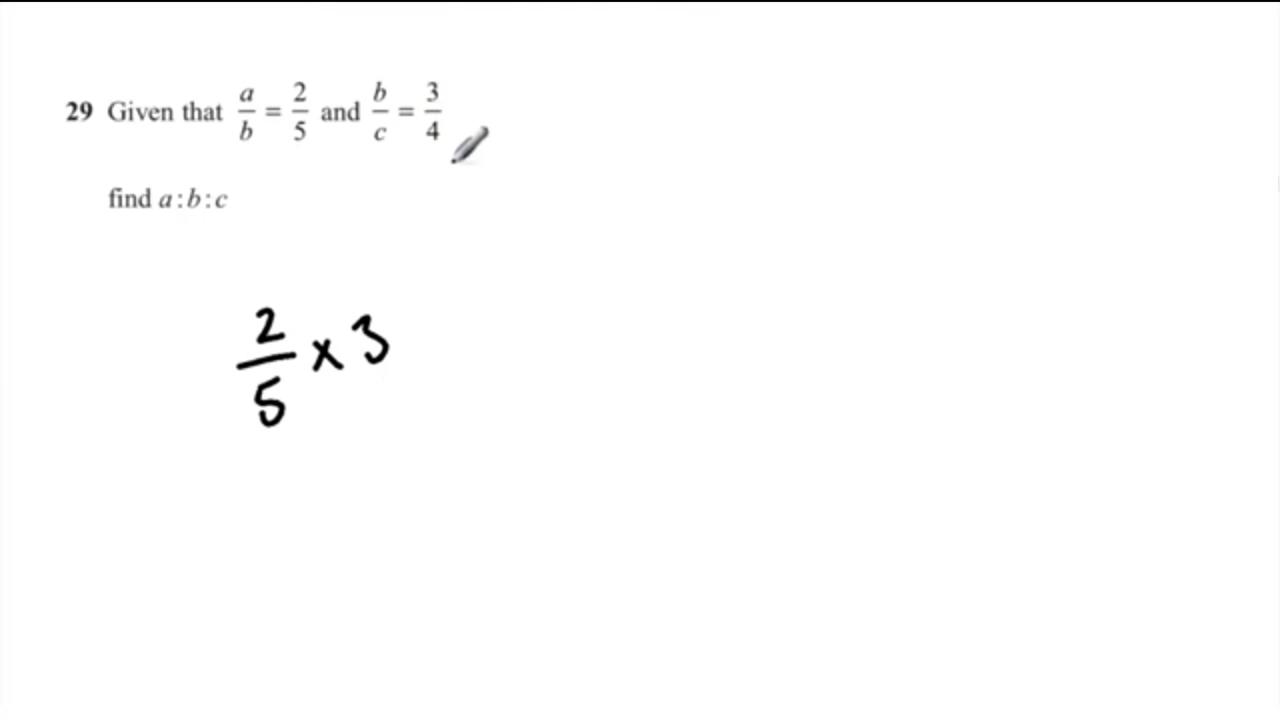 29 Given that a/b = 2/5 and b/c = 3/4
find a : b : c
2/5 × 3